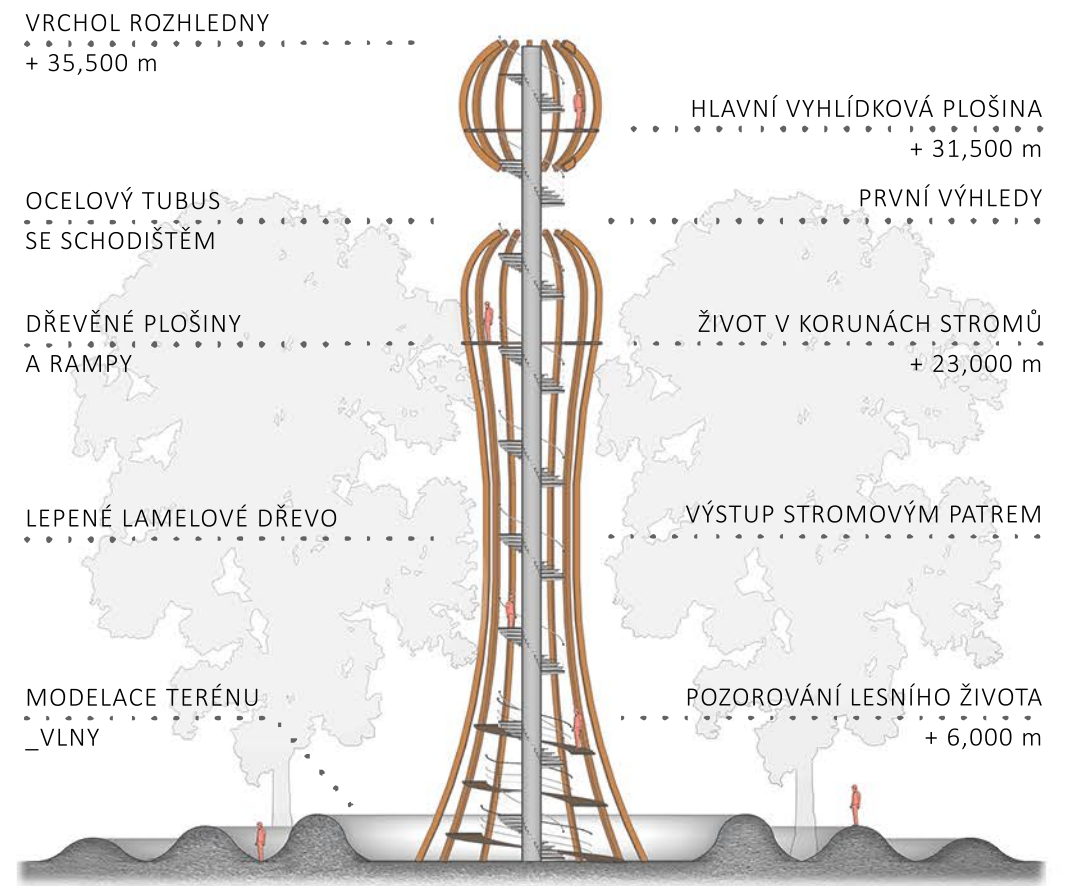 VRCHOL ROZHLEDNY
+ 35,500 m
HLAVNÍ VYHLÍDKOVÁ PLOŠINA
+ 31,500 m
OCELOVÝ TUBUS
SE SCHODIŠTĚM
PRVNÍ VÝHLEDY
DŘEVĚNÉ PLOŠINY
A RAMPY
ŽIVOT V KORUNÁCH STROMŮ
+ 23,000 m
LEPENÉ LAMELOVÉ DŘEVO
VÝSTUP STROMOVÝM PATREM
MODELACE TERÉNU
_VLNY
POZOROVÁNÍ LESNÍHO ŽIVOTA
+ 6,000 m